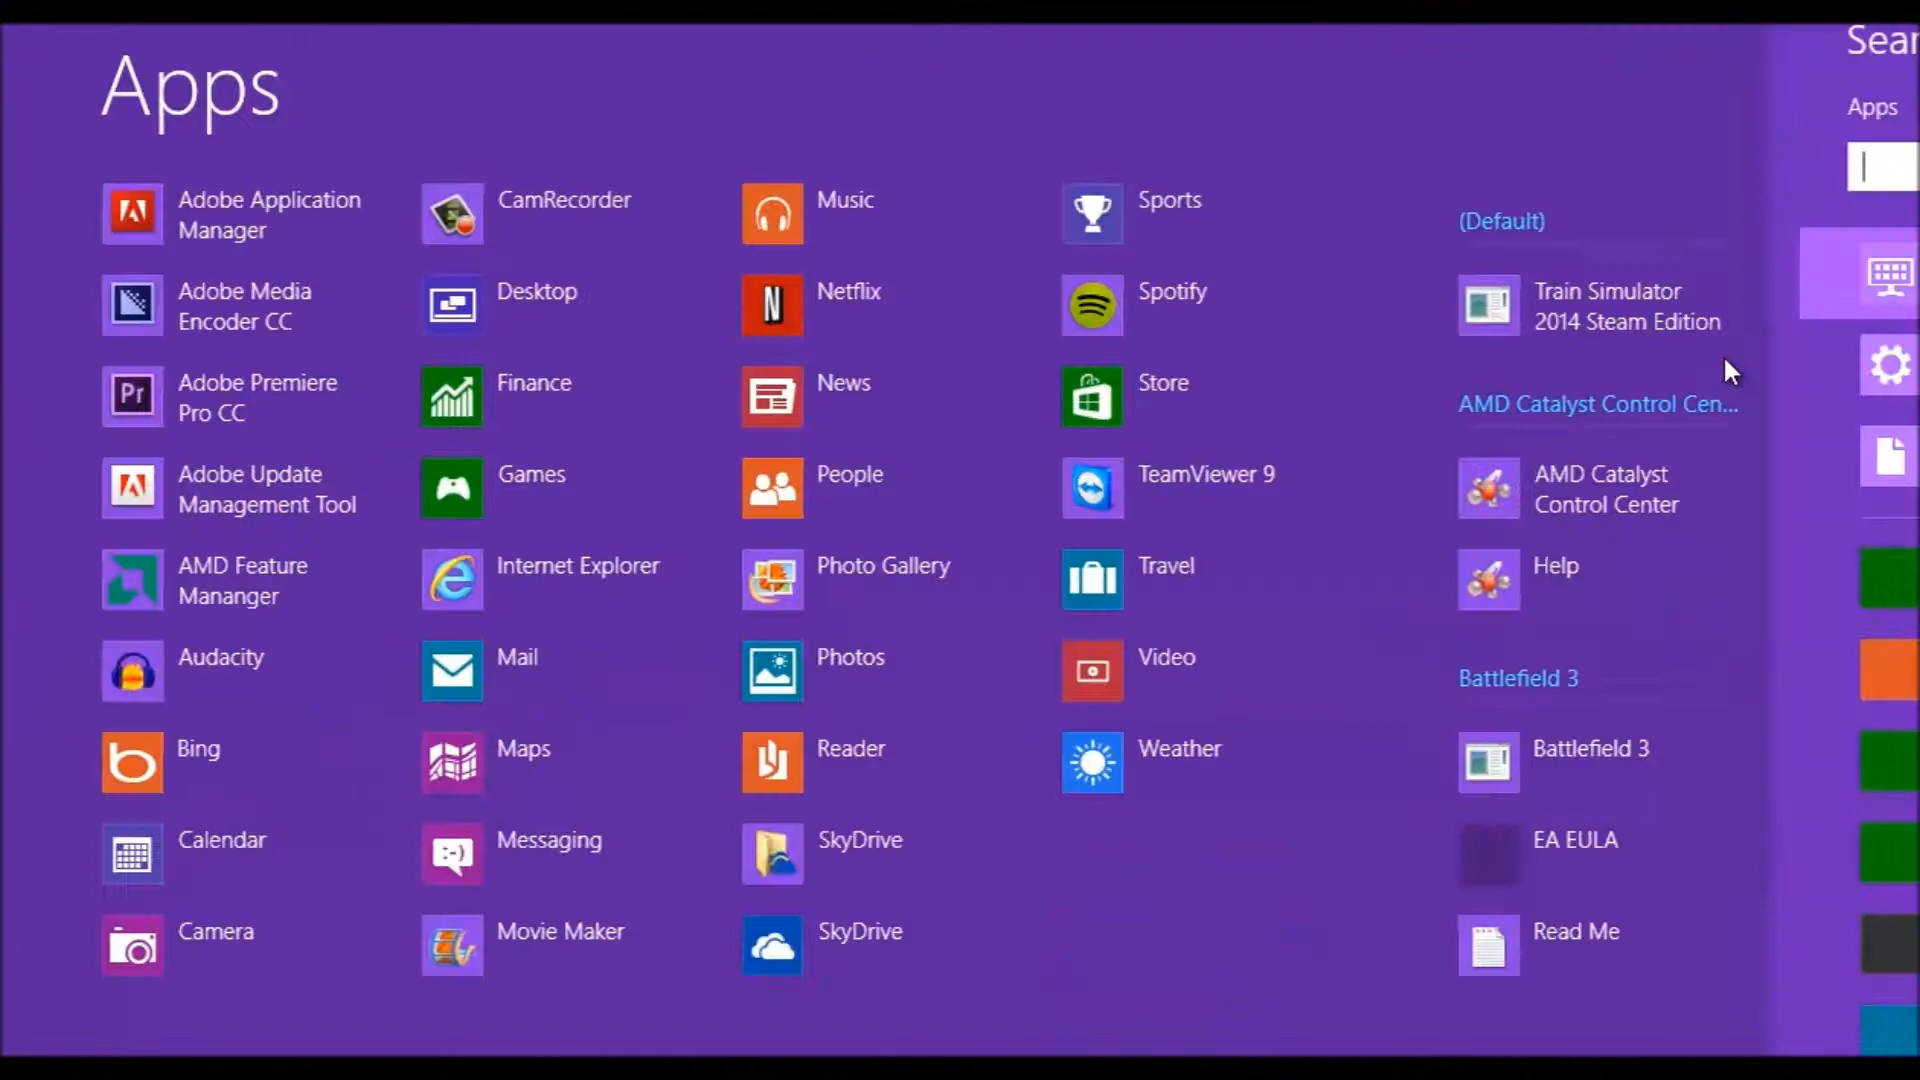 Apps
Adobe Application
Manager
Adobe Media
Encoder CC
Pr
Adobe Premiere
Pro CC
Adobe Update
Management Tool
AMD Feature
Mananger
Audacity
Bing
Calendar
Camera
CamRecorder
Desktop
Finance
Games
Internet Explorer
Mail
Maps
:-)
Messaging
Movie Maker
Music
N
Netflix
News
People
Photo Gallery
Photos
Reader
SkyDrive
SkyDrive
Sports
Spotify
Store
TeamViewer 9
Travel
Video
Weather
(Default)
Train Simulator
2014 Steam Edition
AMD Catalyst Control Cen...
AMD Catalyst
Control Center
Help
Battlefield 3
Battlefield 3
EA EULA
Read Me
Sear
Apps